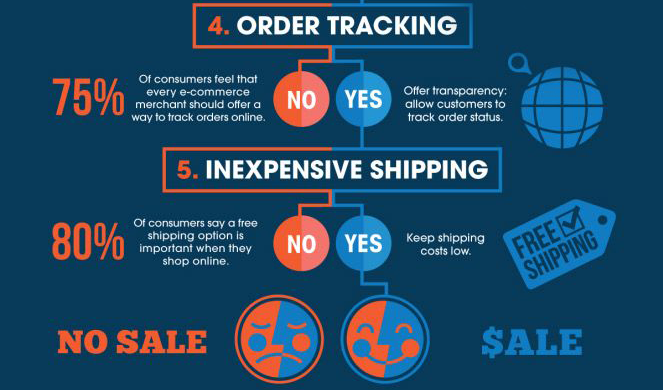 4. ORDER TRACKING
75%
Of consumers feel that
every e-commerce
merchant should offer a
way to track orders online.
NO
YES
Offer transparency:
allow customers to
track order status.
5. INEXPENSIVE SHIPPING
80%
Of consumers say a free
shipping option is
important when they
shop online.
NO
YES
Keep shipping
costs low.
FREE
SHIPPING
NO SALE
$ALE